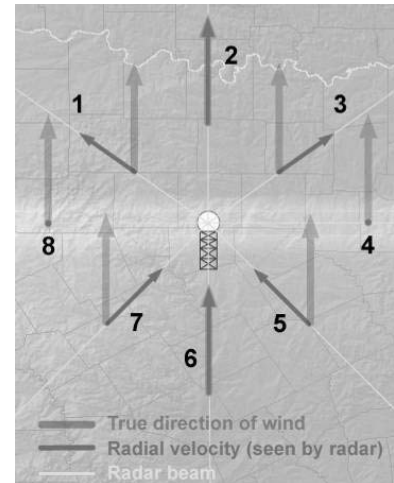 2
1
3
8
4
7
5
6
True direction of wind
Radial velocity (seen by radar)
Radar beam